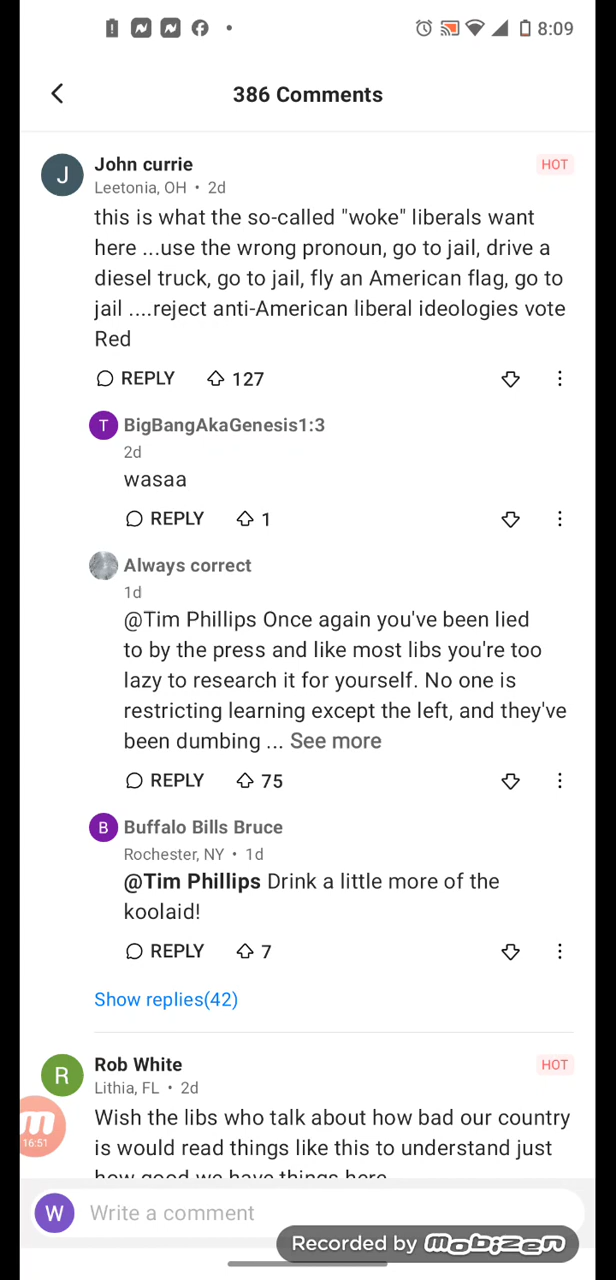 8:09
386 Comments
J
John currie
HOT
Leetonia, OH • 2d
this is what the so-called "woke" liberals want
here ...use the wrong pronoun, go to jail, drive a
diesel truck, go to jail, fly an American flag, go to
jail ....reject anti-American liberal ideologies vote
Red
REPLY 127
T
BigBangAkaGenesis1:3
2d
wasaa
REPLY 1
Always correct
1d
@Tim Phillips Once again you've been lied
to by the press and like most libs you're too
lazy to research it for yourself. No one is
restricting learning except the left, and they've
been dumbing ... See more
REPLY 75
B
Buffalo Bills Bruce
Rochester, NY • 1d
@Tim Phillips Drink a little more of the
koolaid!
REPLY 7
Show replies(42)
R
Rob White
HOT
Lithia, FL • 2d
Wish the libs who talk about how bad our country
is would read things like this to understand just
how good we have things here
16:51
W
Write a comment
Recorded by mobizen